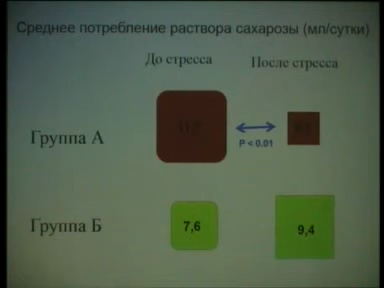 Среднее потребление раствора сахарозы (мл/сутки)
До стресса После стресса
Группа А
P < 0,01
Группа Б 7,6 9,4